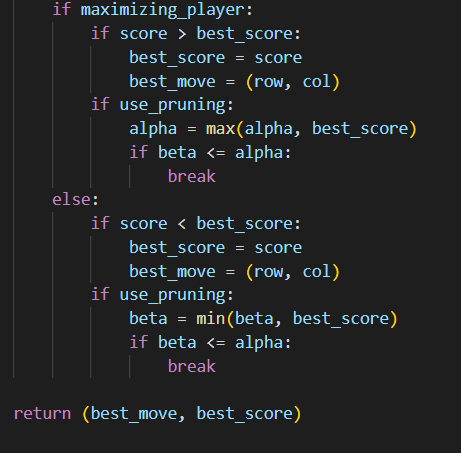 if maximizing_player:
if score > best_score:
best_score = score
best_move = (row, col)
if use_pruning:
alpha = max(alpha, best_score)
if beta <= alpha:
break
else:
if score < best_score:
best_score = score
best_move = (row, col)
if use_pruning:
beta = min(beta, best_score)
if beta <= alpha:
break
return (best_move, best_score)